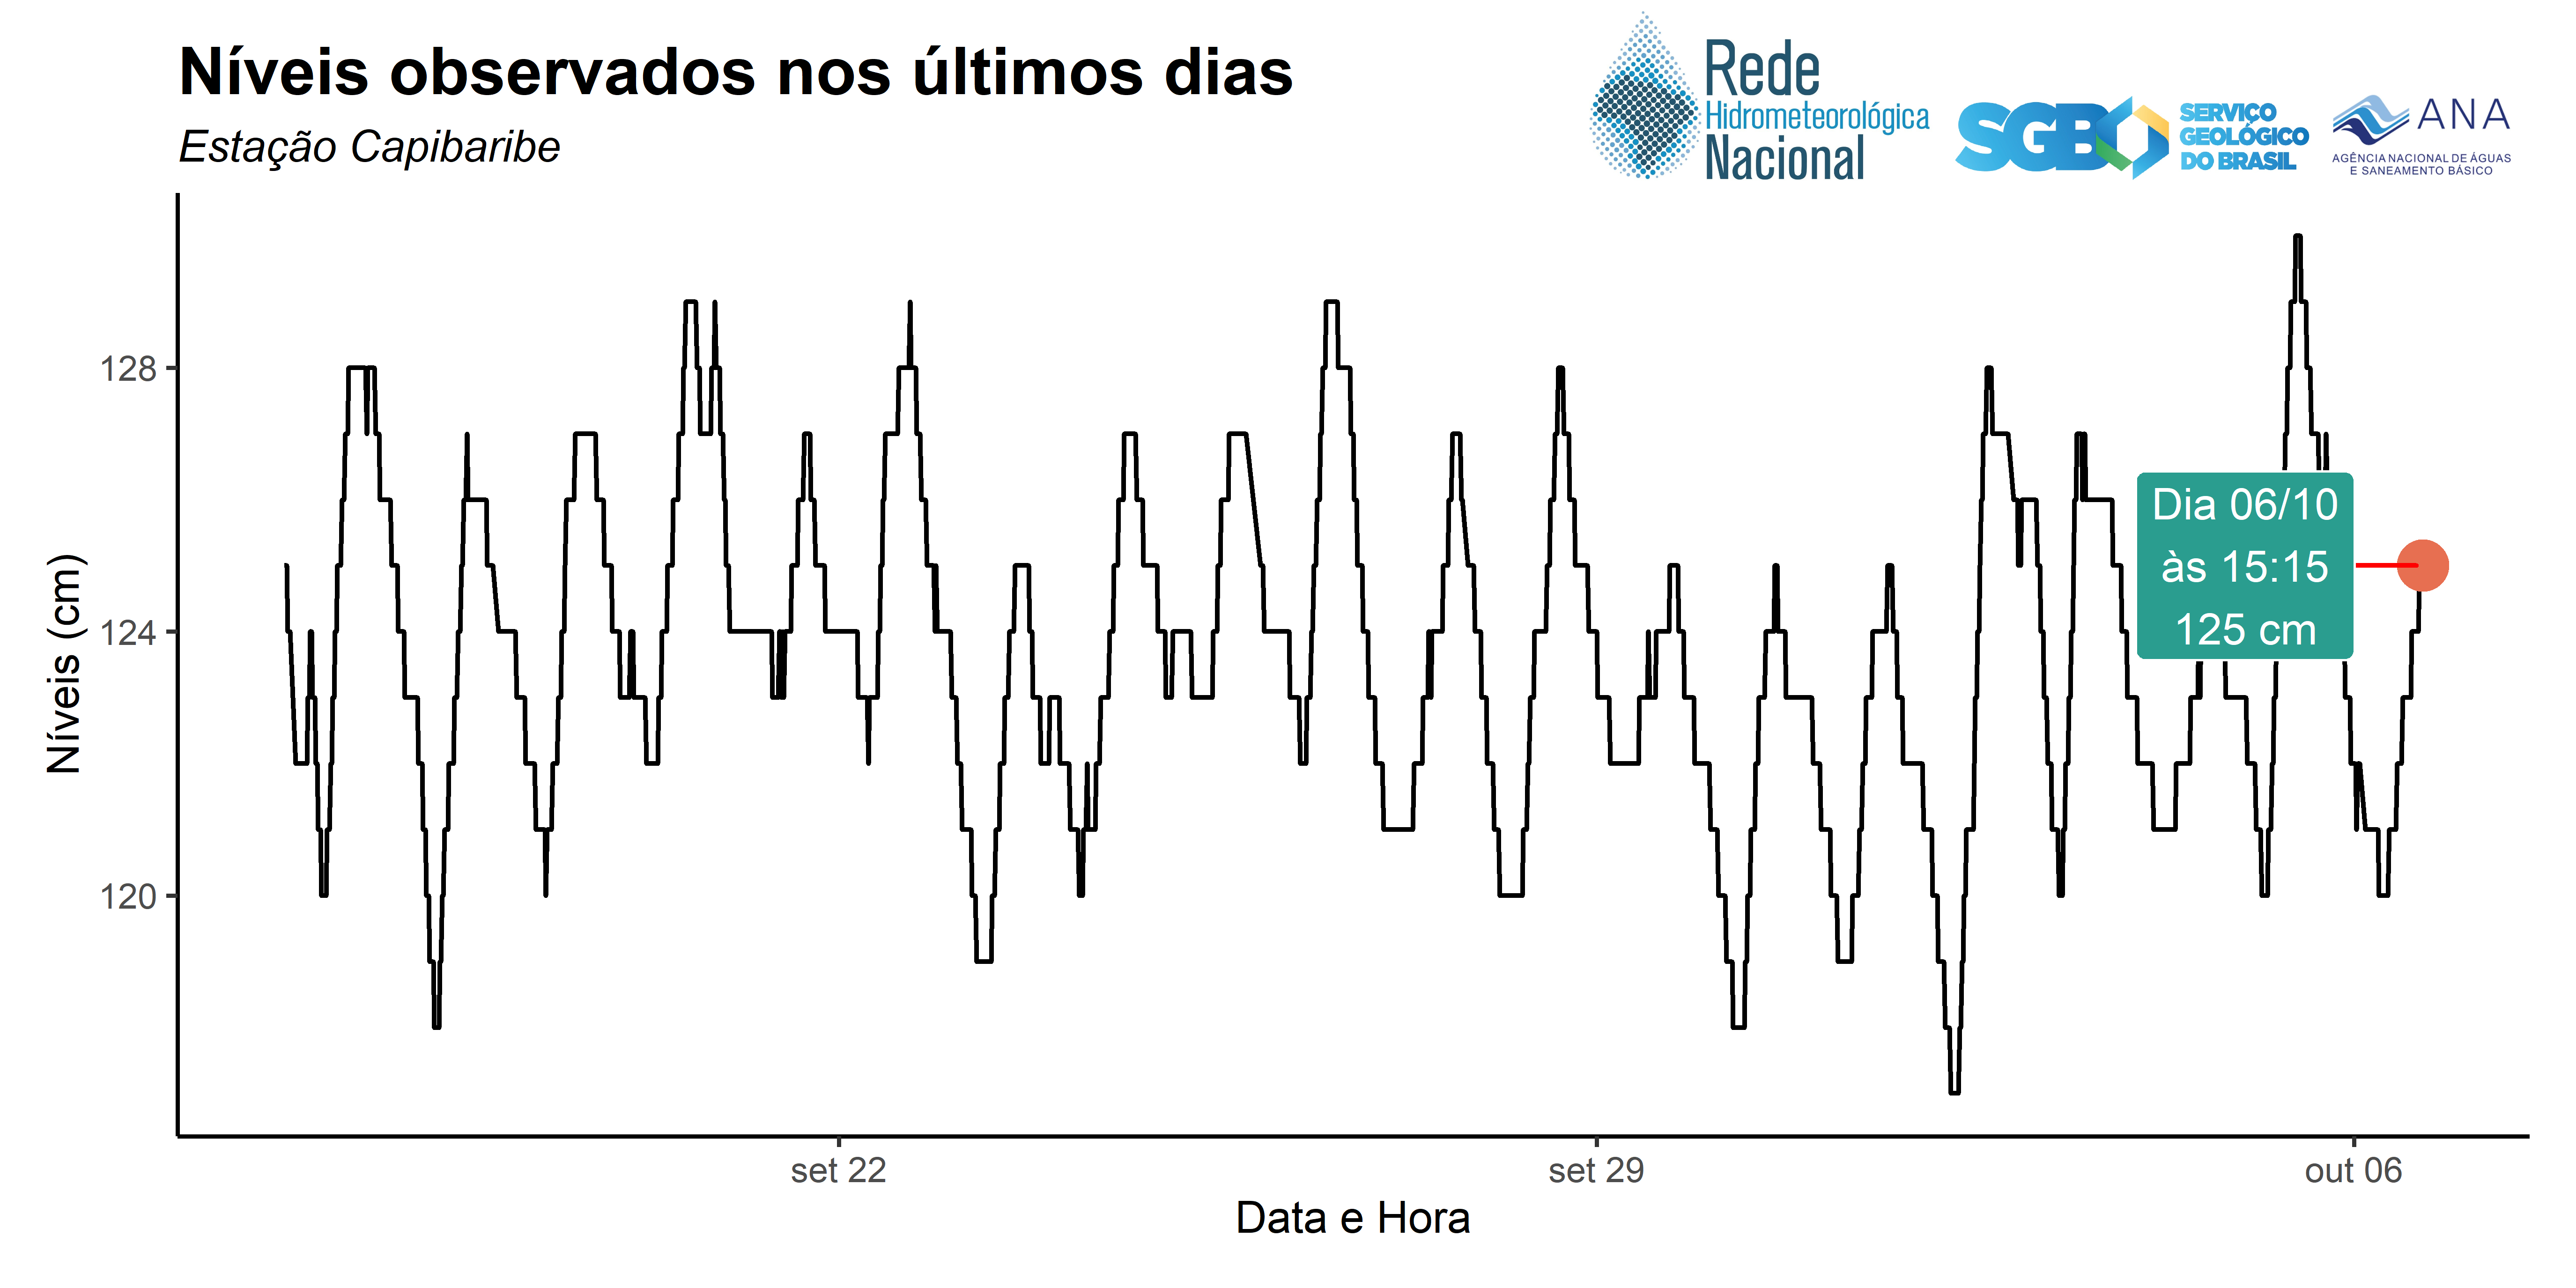 Níveis observados nos últimos dias
Estação Capibaribe
Rede
Hidrometeorológica
Nacional
SGB
SERVIÇO
GEOLÓGICO
DO BRASIL
ANA
AGÊNCIA NACIONAL DE ÁGUAS
E SANEAMENTO BÁSICO
Níveis (cm)
128
124
120
Dia 06/10
às 15:15
125 cm
set 22
set 29
out 06
Data e Hora